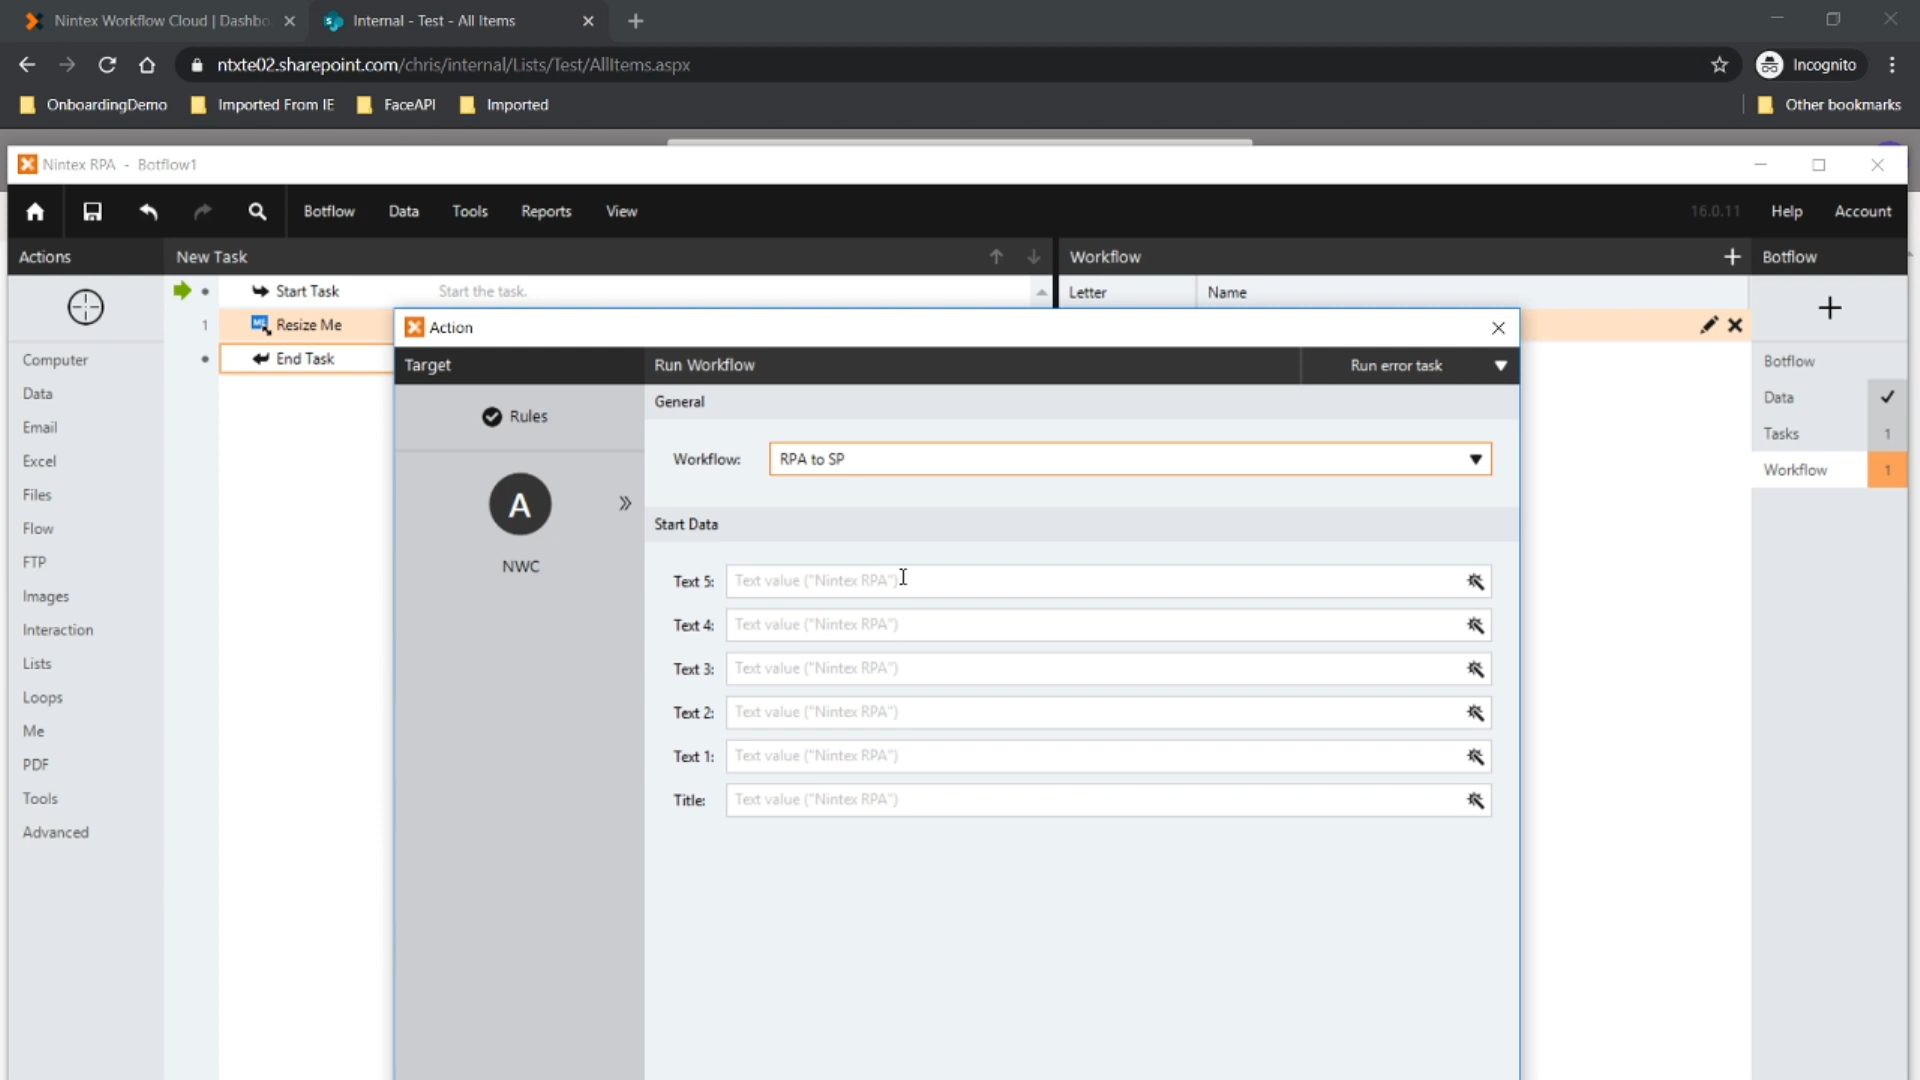 Nintex Workflow Cloud | Dashbo
Internal - Test - All Items
ntxte02.sharepoint.com/chris/internal/Lists/Test/AllItems.aspx
Incognito
OnboardingDemo
Imported From IE
FaceAPI
Imported
Other bookmarks
Nintex RPA - Botflow1
Botflow
Data
Tools
Reports
View
16.0.11
Help
Account
Actions
New Task
Workflow
Botflow
Start Task
Start the task.
Letter
Name
1
Resize Me
End Task
Action
Target
Run Workflow
Run error task
Rules
General
A
NWC
Workflow:
RPA to SP
Start Data
Text 5:
Text value ("Nintex RPA")
Text 4:
Text value ("Nintex RPA")
Text 3:
Text value ("Nintex RPA")
Text 2:
Text value ("Nintex RPA")
Text 1:
Text value ("Nintex RPA")
Title:
Text value ("Nintex RPA")
Computer
Data
Email
Excel
Files
Flow
FTP
Images
Interaction
Lists
Loops
Me
PDF
Tools
Advanced
Botflow
Data
Tasks
1
Workflow
1